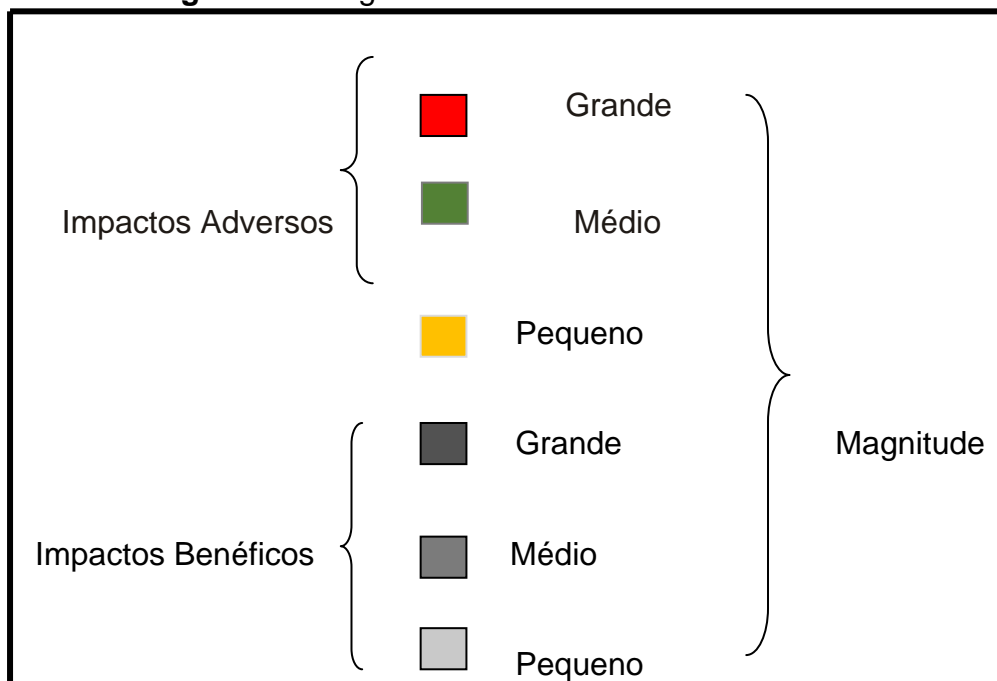 Grande
Impactos Adversos
Médio
Pequeno
Grande
Magnitude
Impactos Benéficos
Médio
Pequeno